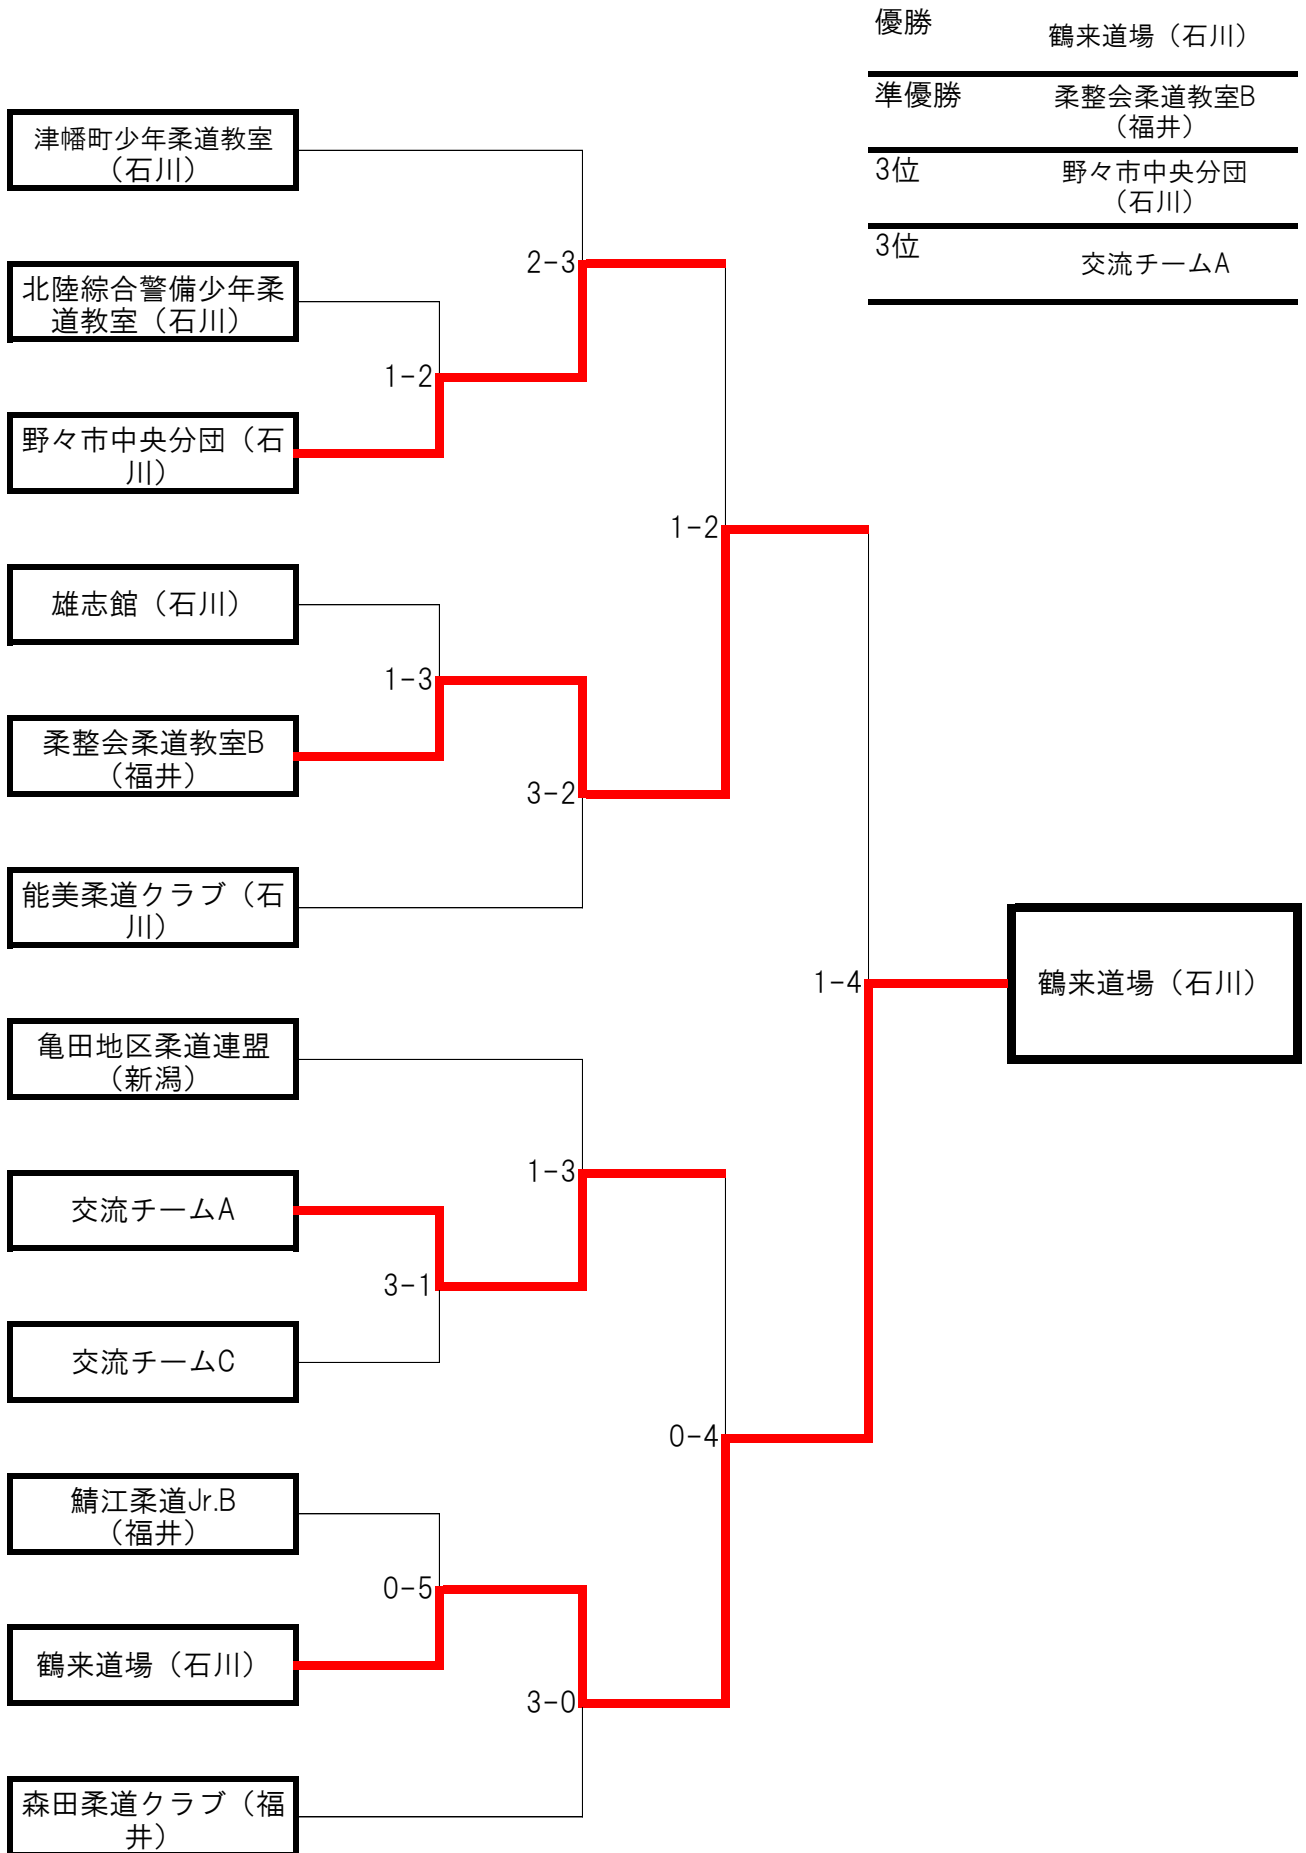 優勝
鶴来道場（石川）
準優勝
柔整会柔道教室B
（福井）
3位
野々市中央分団
（石川）
3位
交流チームA
津幡町少年柔道教室
（石川）
北陸綜合警備少年柔
道教室（石川）
野々市中央分団（石
川）
雄志館（石川）
柔整会柔道教室B
（福井）
能美柔道クラブ（石
川）
亀田地区柔道連盟
（新潟）
交流チームA
交流チームC
鯖江柔道Jr.B
（福井）
鶴来道場（石川）
森田柔道クラブ（福
井）
1-2
1-3
3-1
0-5
2-3
3-2
1-3
3-0
1-2
0-4
1-4
鶴来道場（石川）